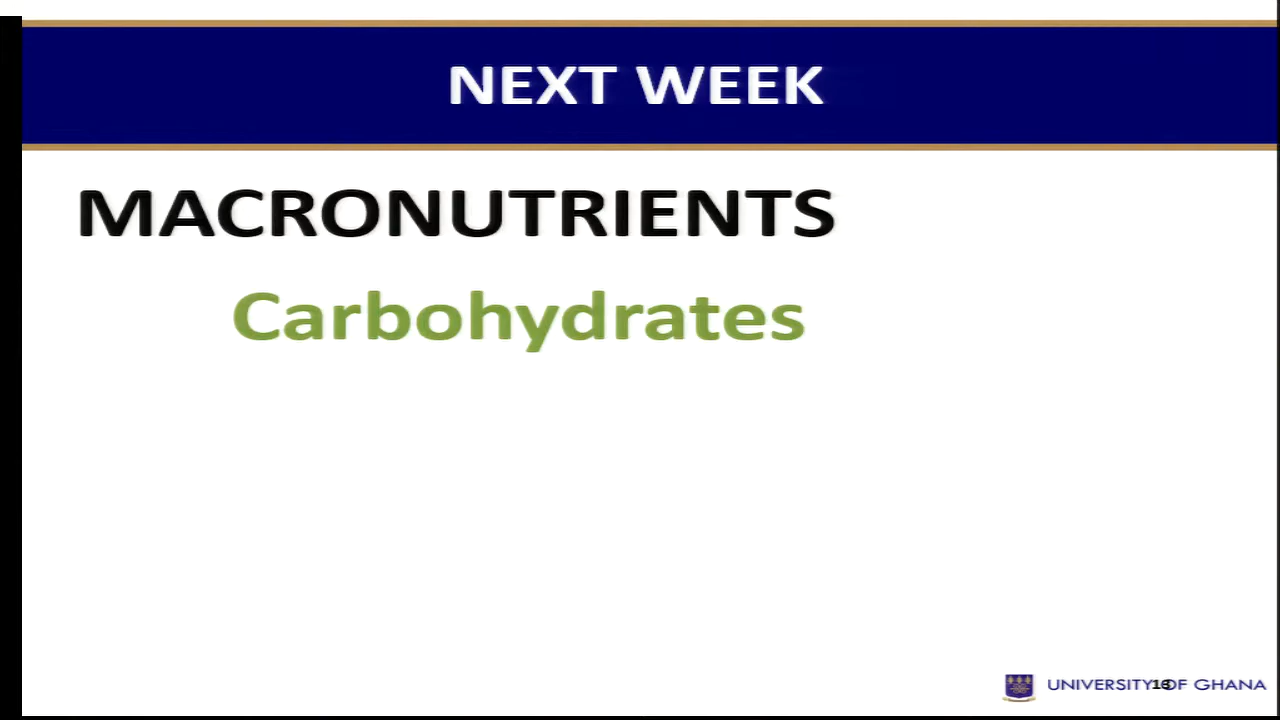 NEXT WEEK
MACRONUTRIENTS
Carbohydrates
UNIVERSITY OF GHANA